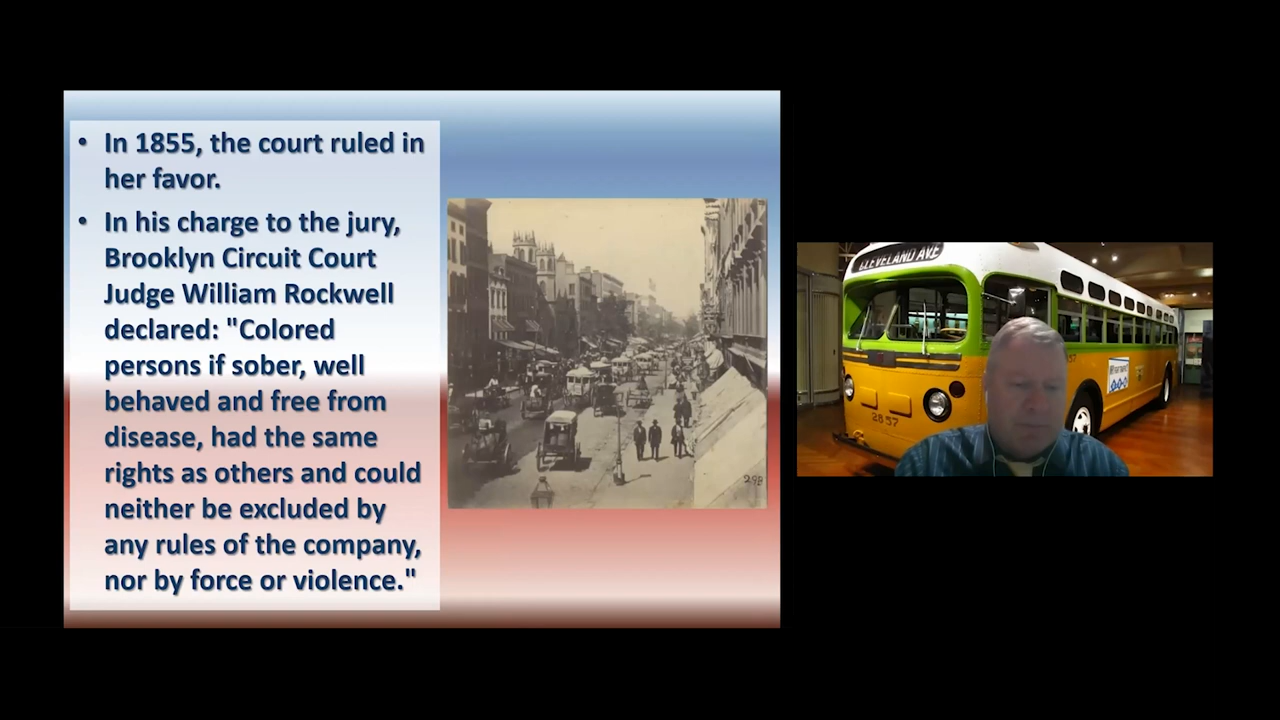 • In 1855, the court ruled in
her favor.
• In his charge to the jury,
Brooklyn Circuit Court
Judge William Rockwell
declared: "Colored
persons if sober, well
behaved and free from
disease, had the same
rights as others and could
neither be excluded by
any rules of the company,
nor by force or violence."
298
CLEVELAND AVE
2857